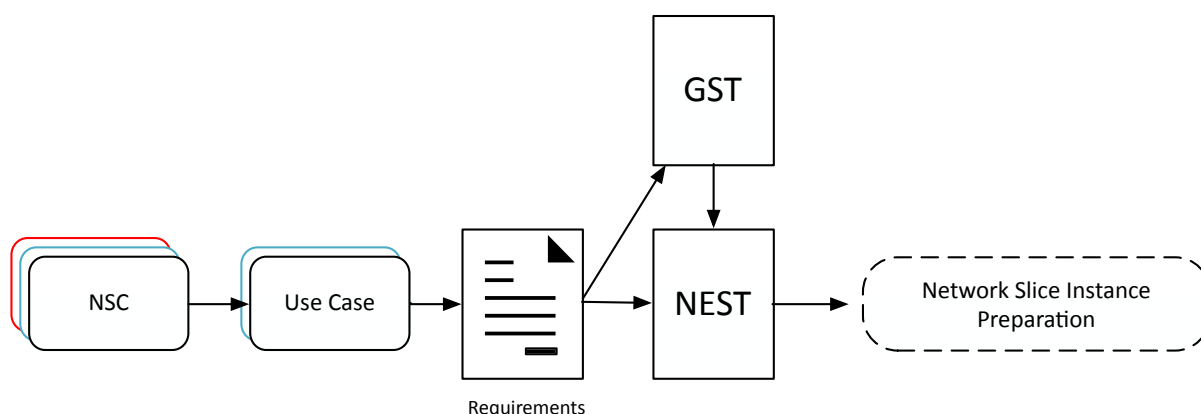 GST
NSC
Use Case
NEST
Network Slice Instance
Preparation
Requirements